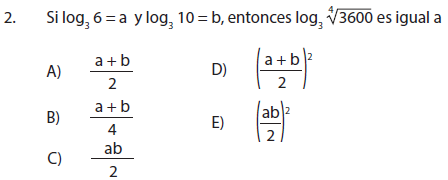 2. Si log₃ 6 = a y log₃ 10 = b, entonces log₃ ∜3600 es igual a
A) (a + b)/2
B) (a + b)/4
C) ab/2
D) ((a + b)/2)²
E) (ab/2)²